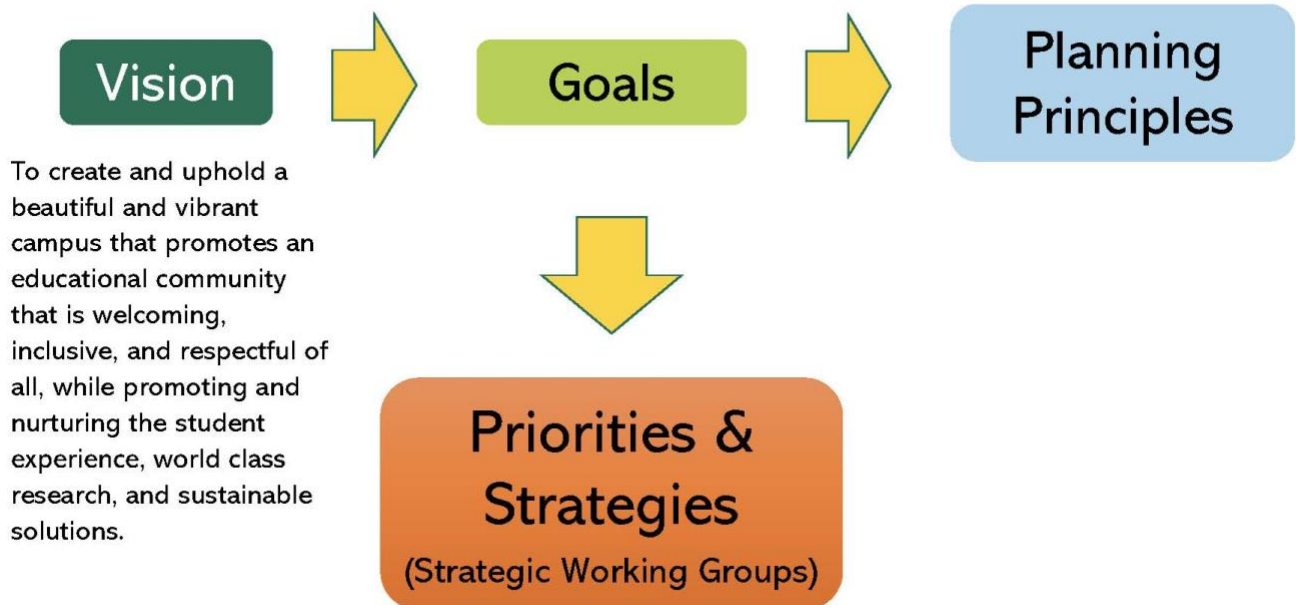 Vision
Goals
Planning
Principles
To create and uphold a
beautiful and vibrant
campus that promotes an
educational community
that is welcoming,
inclusive, and respectful of
all, while promoting and
nurturing the student
experience, world class
research, and sustainable
solutions.
Priorities &
Strategies
(Strategic Working Groups)